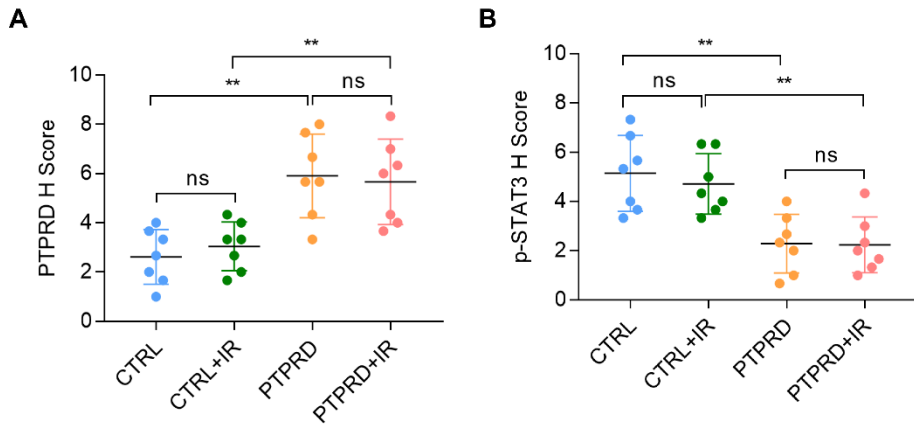 A
PTPRD H Score
10
8
6
4
2
0
**
**
ns
ns
CTRL
CTRL+IR
PTPRD
PTPRD+IR
B
p-STAT3 H Score
10
8
6
4
2
0
**
ns
**
ns
CTRL
CTRL+IR
PTPRD
PTPRD+IR